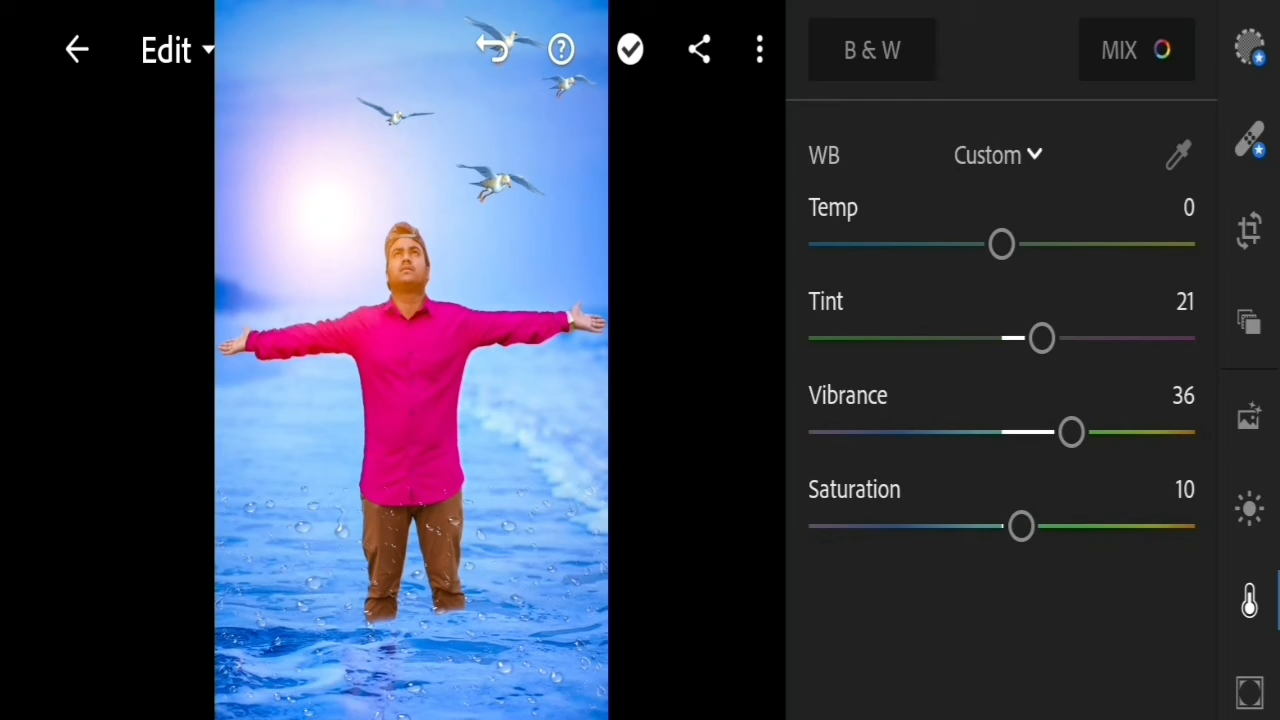 Edit
B & W
MIX
WB
Custom
Temp
0
Tint
21
Vibrance
36
Saturation
10